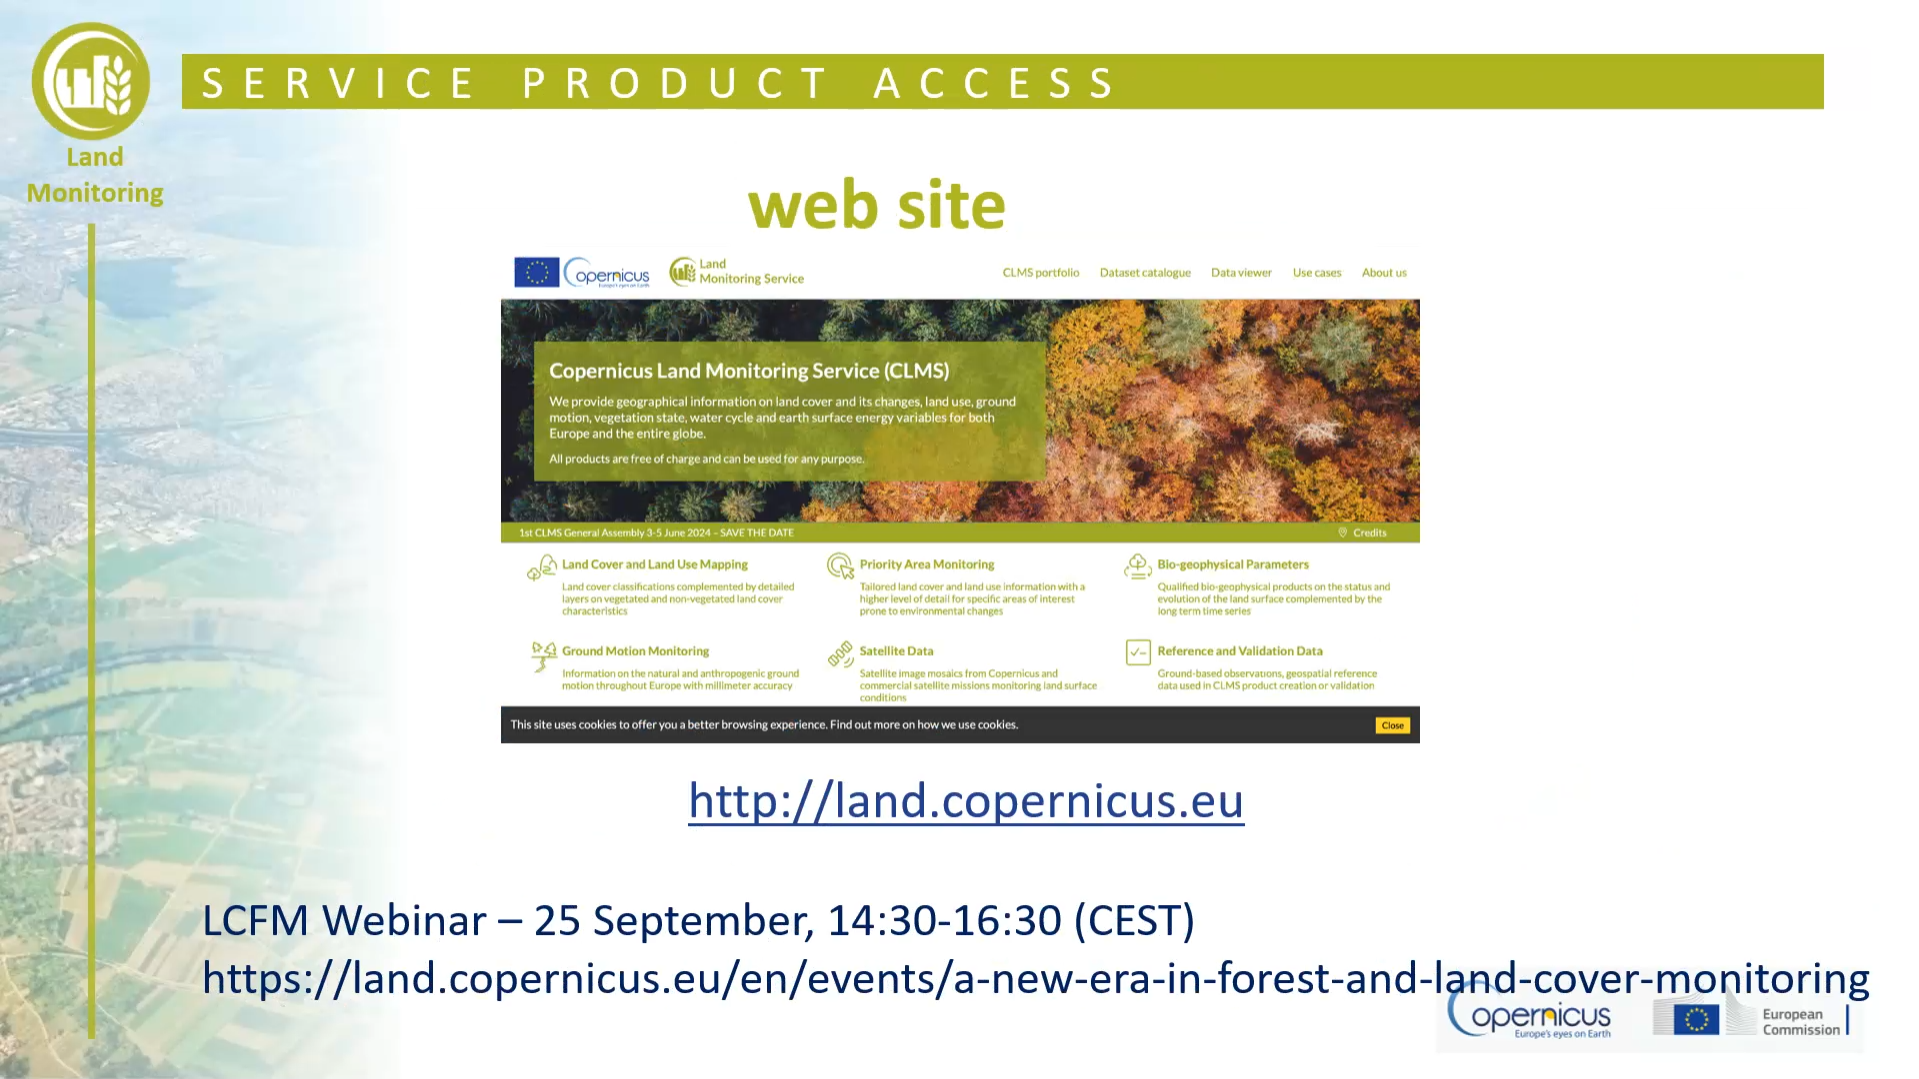 Land
Monitoring
SERVICE PRODUCT ACCESS
web site
opernicus
Europe's eyes on Earth
Land
Monitoring Service
CLMS portfolio Dataset catalogue Data viewer Use cases About us
Copernicus Land Monitoring Service (CLMS)
We provide geographical information on land cover and its changes, land use, ground
motion, vegetation state, water cycle and earth surface energy variables for both
Europe and the entire globe.
All products are free of charge and can be used for any purpose.
1st CLMS General Assembly 3-5 June 2024 – SAVE THE DATE
Credits
Land Cover and Land Use Mapping
Land cover classifications complemented by detailed
layers on vegetated and non-vegetated land cover
characteristics
Priority Area Monitoring
Tailored land cover and land use information with a
higher level of detail for specific areas of interest
prone to environmental changes
Bio-geophysical Parameters
Qualified bio-geophysical products on the status and
evolution of the land surface complemented by the
long term time series
Ground Motion Monitoring
Information on the natural and anthropogenic ground
motion throughout Europe with millimeter accuracy
Satellite Data
Satellite image mosaics from Copernicus and
commercial satellite missions monitoring land surface
conditions
Reference and Validation Data
Ground-based observations, geospatial reference
data used in CLMS product creation or validation
This site uses cookies to offer you a better browsing experience. Find out more on how we use cookies.
Close
http://land.copernicus.eu
LCFM Webinar – 25 September, 14:30-16:30 (CEST)
https://land.copernicus.eu/en/events/a-new-era-in-forest-and-land-cover-monitoring
opernicus
Europe's eyes on Earth
European
Commission